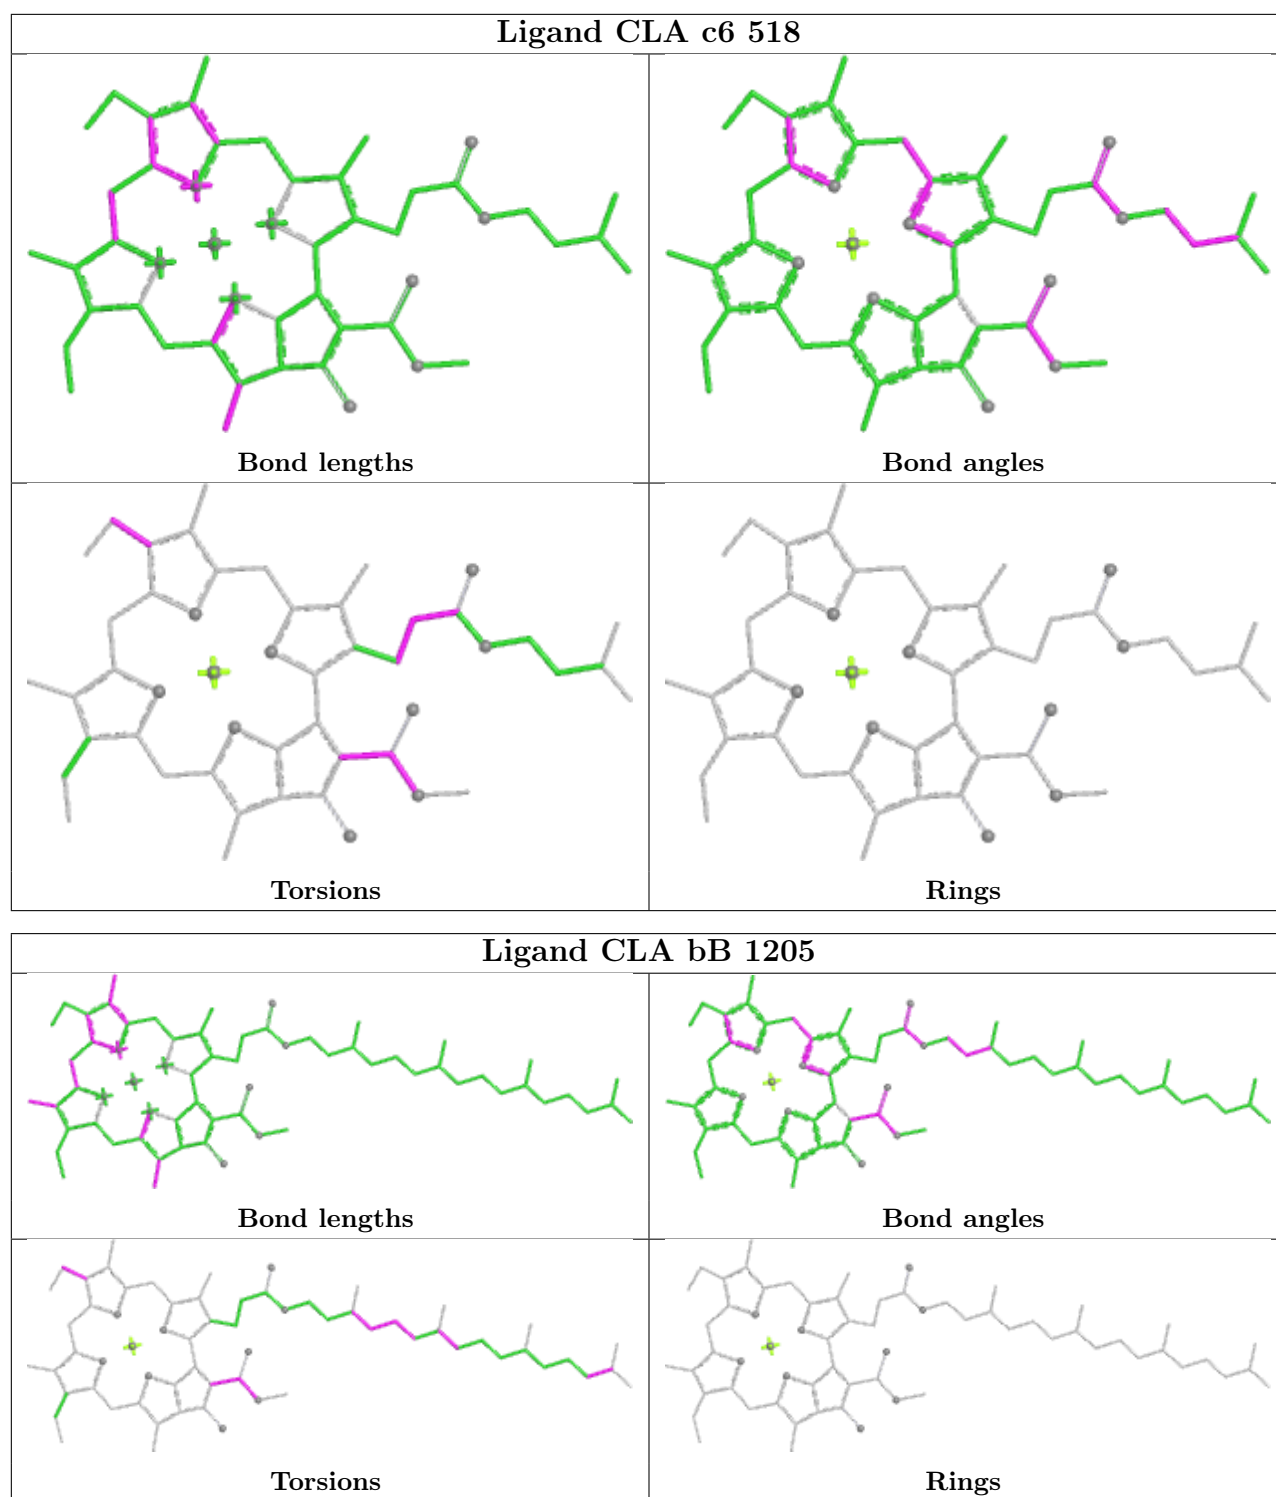 Ligand CLA c6 518
Bond lengths
Bond angles
Torsions
Rings
Ligand CLA bB 1205
Bond lengths
Bond angles
Torsions
Rings